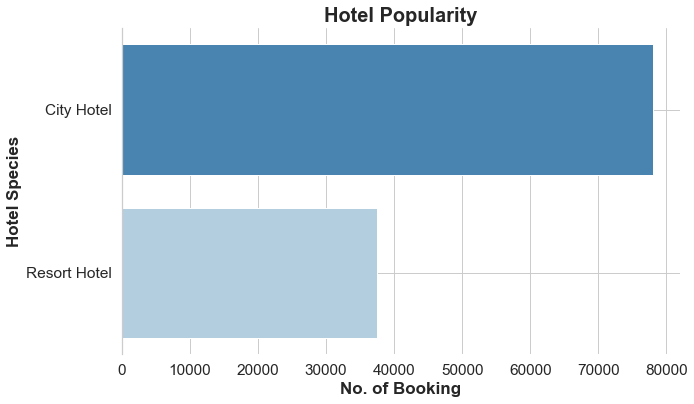 Hotel Popularity
Hotel Species
City Hotel
Resort Hotel
0 10000 20000 30000 40000 50000 60000 70000 80000
No. of Booking